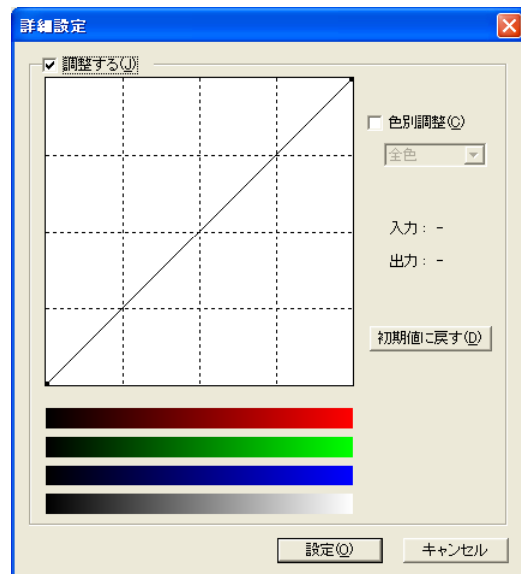 詳細設定
調整する(J)
色別調整(C)
全色
入力： -
出力： -
初期値に戻す(D)
設定(O)
キャンセル